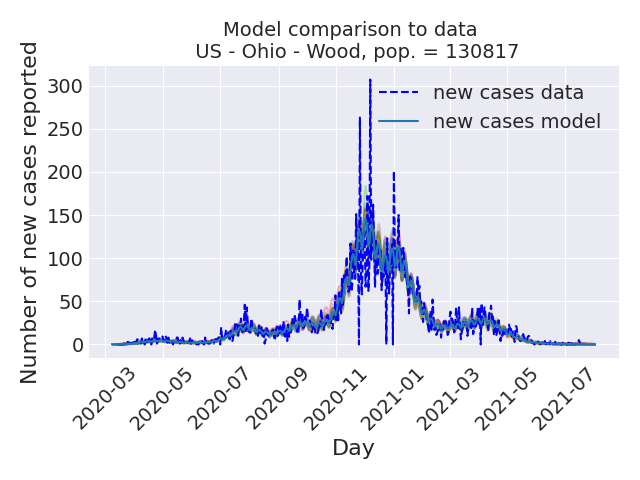 Model comparison to data
US - Ohio - Wood, pop. = 130817
Number of new cases reported
300
250
200
150
100
50
0
new cases data
new cases model
2020-03
2020-05
2020-07
2020-09
2020-11
2021-01
2021-03
2021-05
2021-07
Day